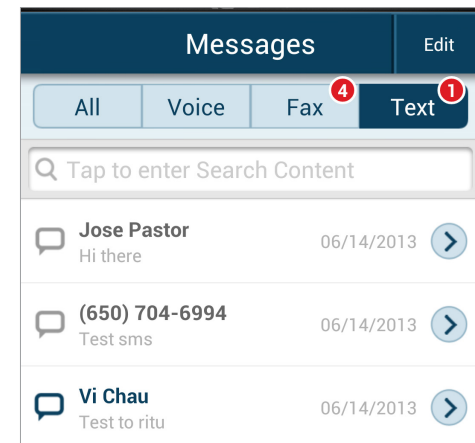 Messages Edit
All Voice Fax 4 Text 1
Tap to enter Search Content
Jose Pastor 06/14/2013
Hi there
(650) 704-6994 06/14/2013
Test sms
Vi Chau 06/14/2013
Test to ritu